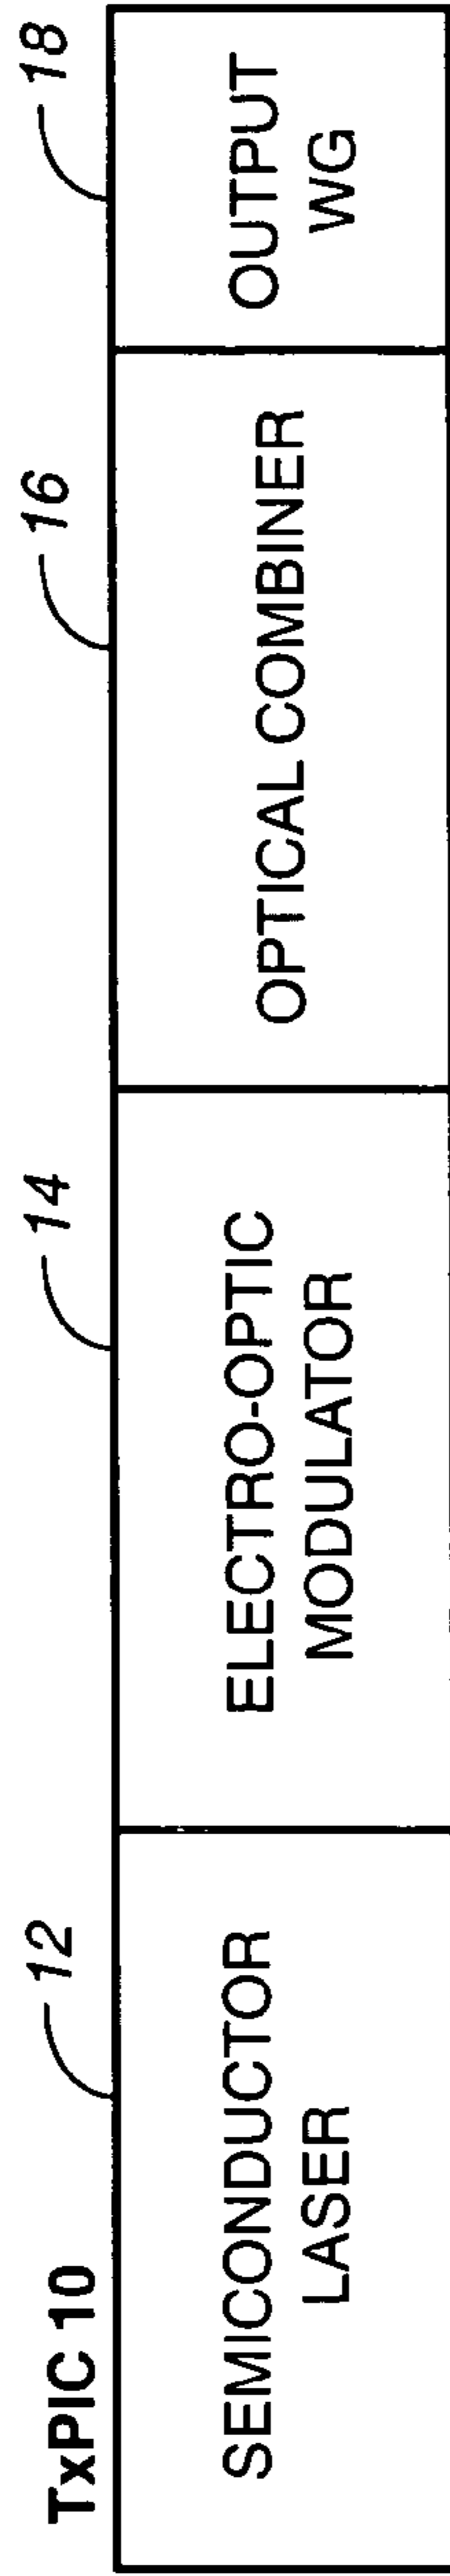 TxPIC 10
12
14
16
18
SEMICONDUCTOR
LASER
ELECTRO-OPTIC
MODULATOR
OPTICAL COMBINER
OUTPUT
WG